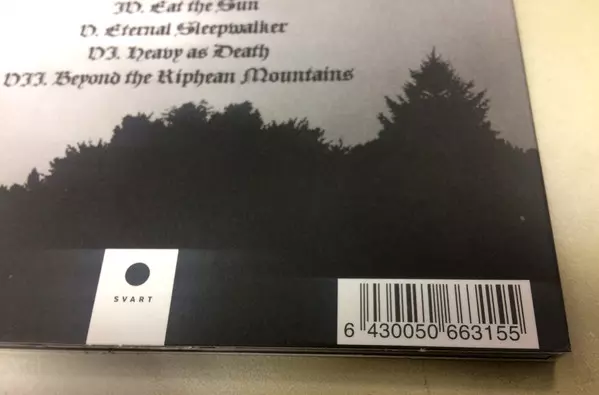 IV. Eat the Sun
V. Eternal Sleepwalker
VI. Heavy as Death
VII. Beyond the Riphean Mountains
SVART
6 430050 663155